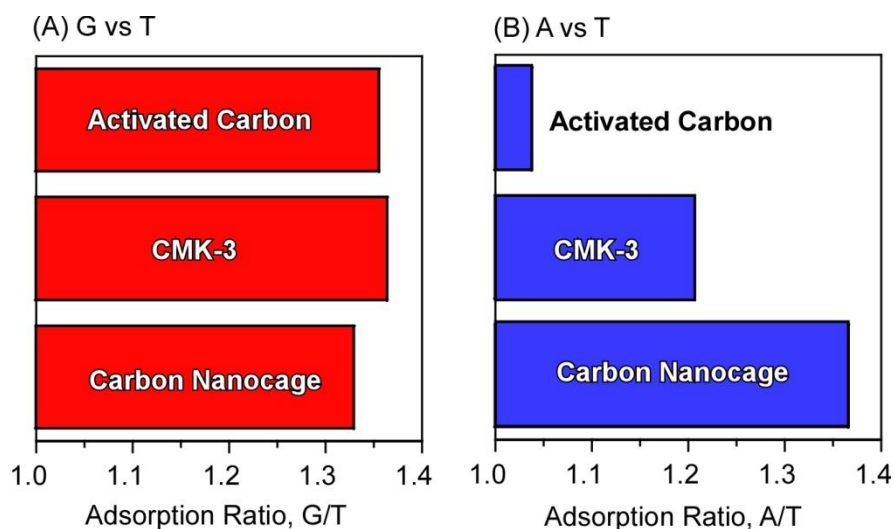 (A) G vs T
Activated Carbon
CMK-3
Carbon Nanocage
1.0 1.1 1.2 1.3 1.4
Adsorption Ratio, G/T
(B) A vs T
Activated Carbon
CMK-3
Carbon Nanocage
1.0 1.1 1.2 1.3 1.4
Adsorption Ratio, A/T